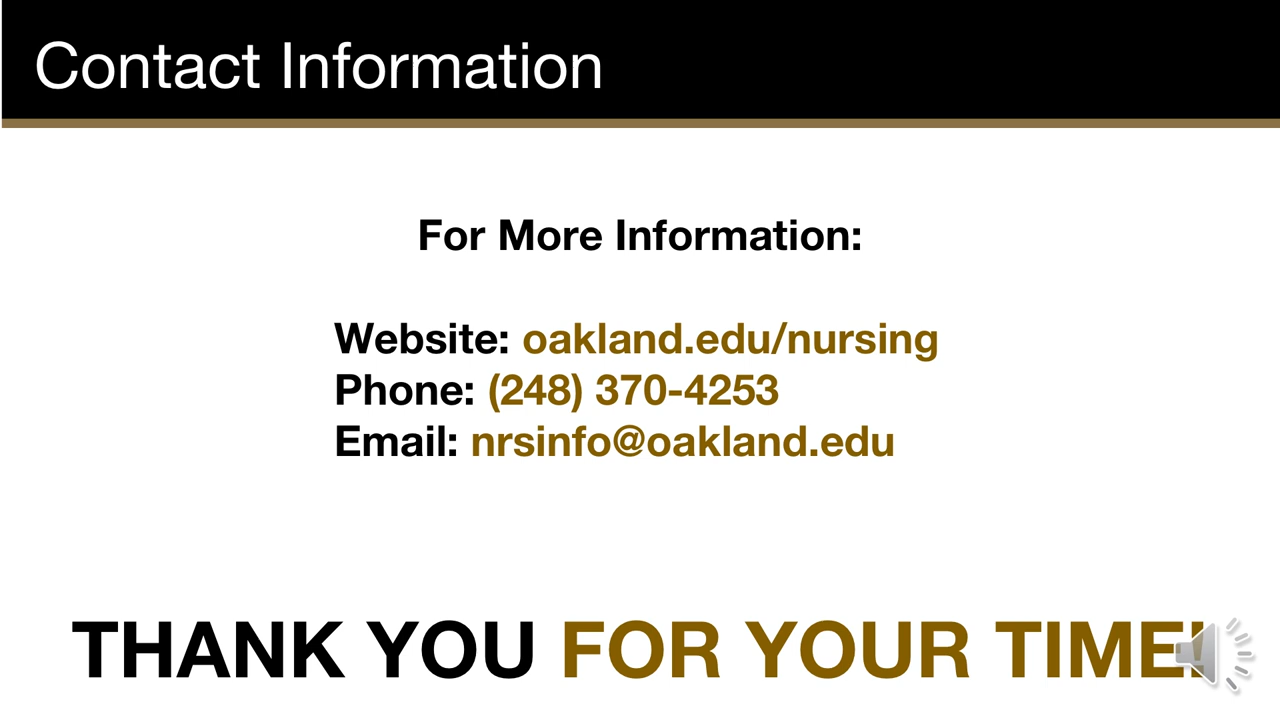 Contact Information
For More Information:
Website: oakland.edu/nursing
Phone: (248) 370-4253
Email: nrsinfo@oakland.edu
THANK YOU FOR YOUR TIME!